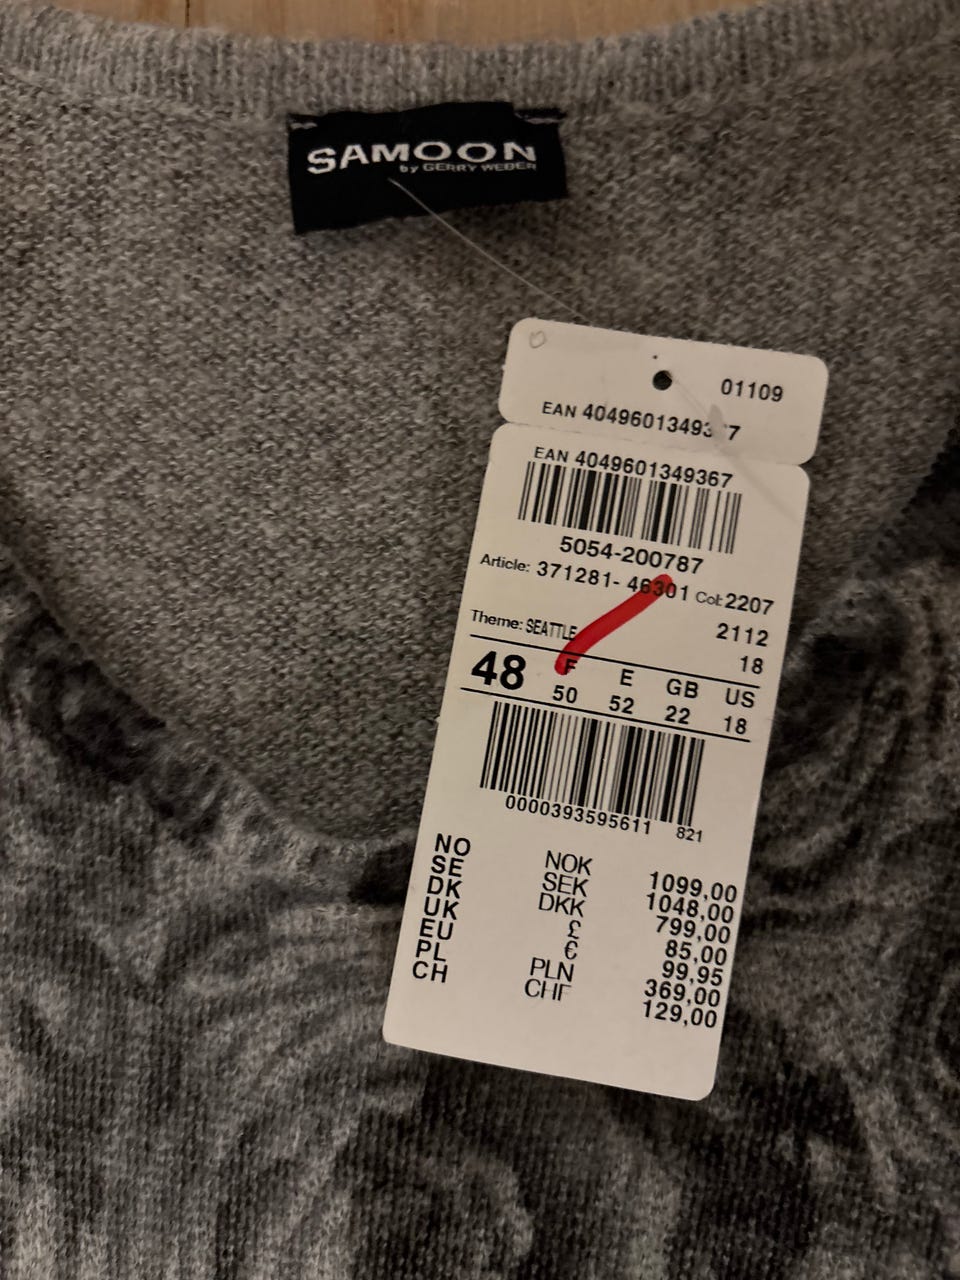 SAMOON
by GERRY WEBER
01109
EAN 4049601349367
EAN 4049601349367
5054-200787
Article: 371281- 46301 Col: 2207
2112
Theme: SEATTLE
18
48 F E GB US
50 52 22 18
0000393595611 821
NO NOK 1099,00
SE SEK 1048,00
DK DKK 799,00
UK £ 85,00
EU € 99,95
PL PLN 369,00
CH CHF 129,00